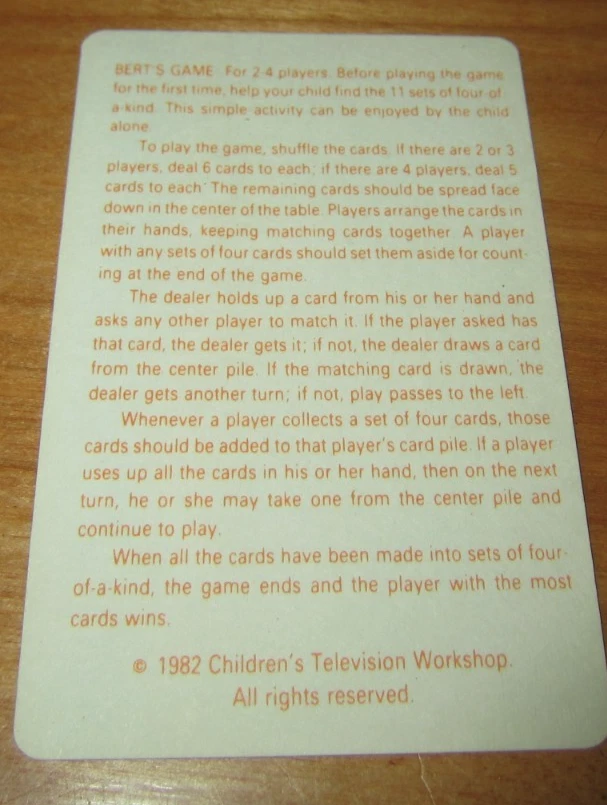 BERT'S GAME For 2-4 players. Before playing the game
for the first time, help your child find the 11 sets of four-of-
a-kind. This simple activity can be enjoyed by the child
alone.
To play the game, shuffle the cards. If there are 2 or 3
players, deal 6 cards to each; if there are 4 players, deal 5
cards to each. The remaining cards should be spread face
down in the center of the table. Players arrange the cards in
their hands, keeping matching cards together. A player
with any sets of four cards should set them aside for count-
ing at the end of the game.
The dealer holds up a card from his or her hand and
asks any other player to match it. If the player asked has
that card, the dealer gets it; if not, the dealer draws a card
from the center pile. If the matching card is drawn, the
dealer gets another turn; if not, play passes to the left.
Whenever a player collects a set of four cards, those
cards should be added to that player's card pile. If a player
uses up all the cards in his or her hand, then on the next
turn, he or she may take one from the center pile and
continue to play.
When all the cards have been made into sets of four-
of-a-kind, the game ends and the player with the most
cards wins.
© 1982 Children's Television Workshop.
All rights reserved.